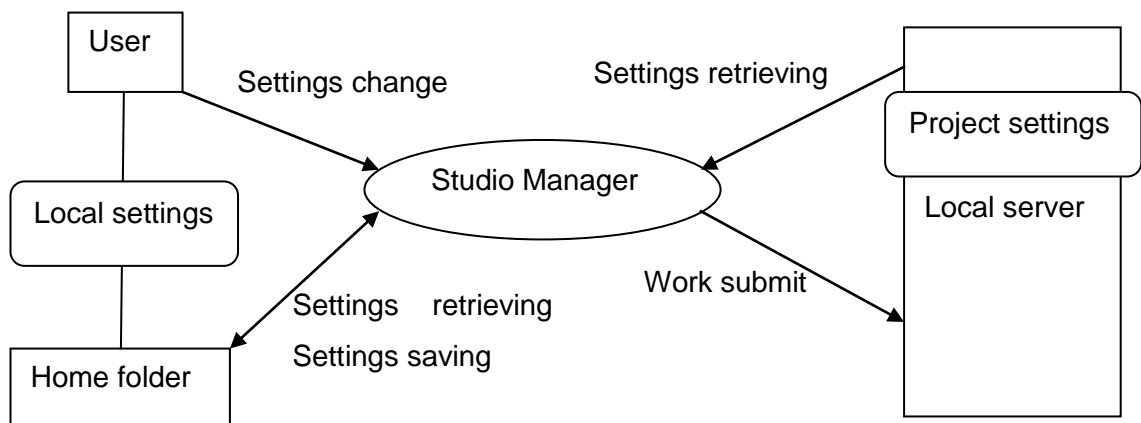 User
Settings change
Settings retrieving
Project settings
Studio Manager
Local settings
Local server
Work submit
Settings retrieving
Settings saving
Home folder